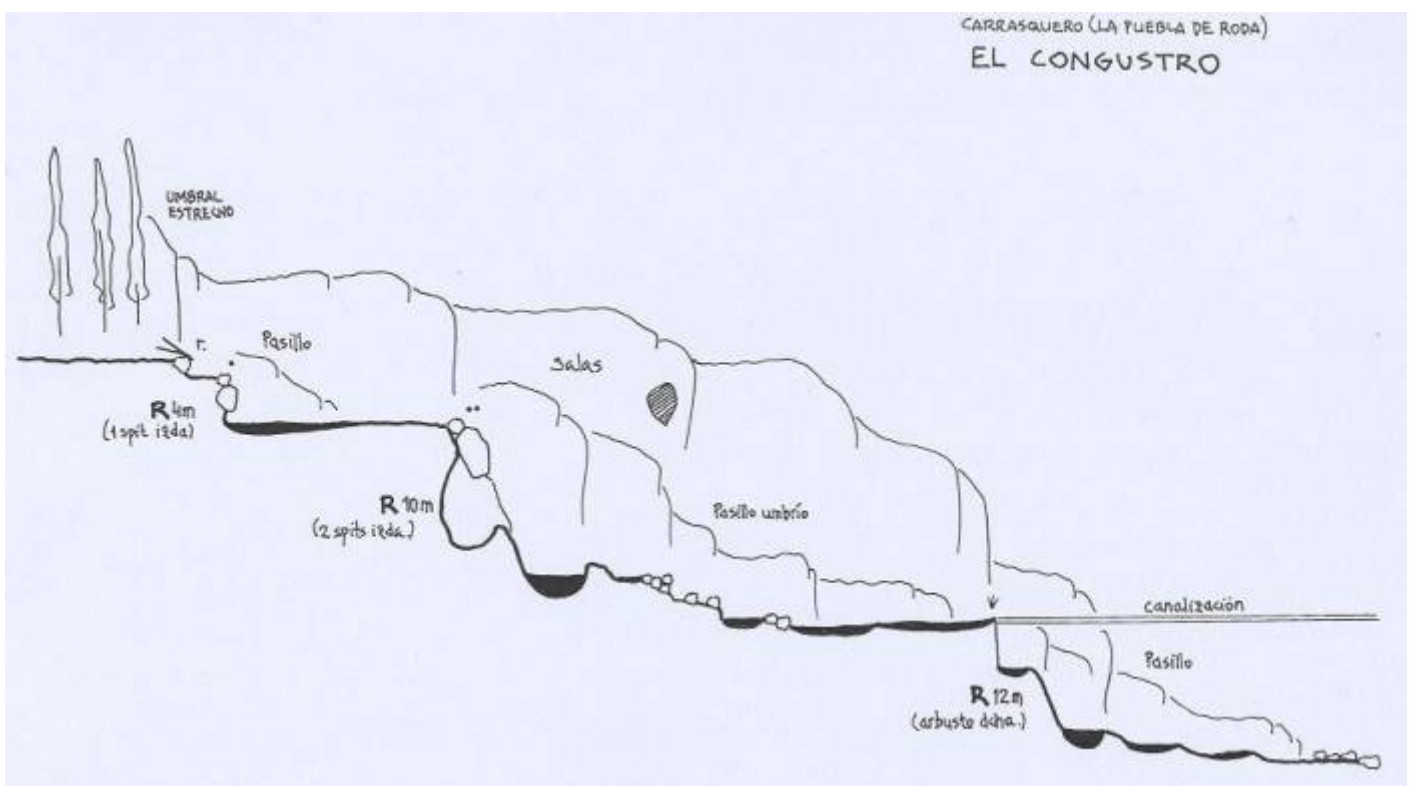 CARRASQUERO (LA PUEBLA DE RODA)
EL CONGUSTRO
UMBRAL
ESTRECHO
r.
Pasillo
Salas
R 4m
(1 spit izda)
R 10m
(2 spits izda.)
Pasillo umbrío
canalización
Pasillo
R 12m
(arbusto dcha.)